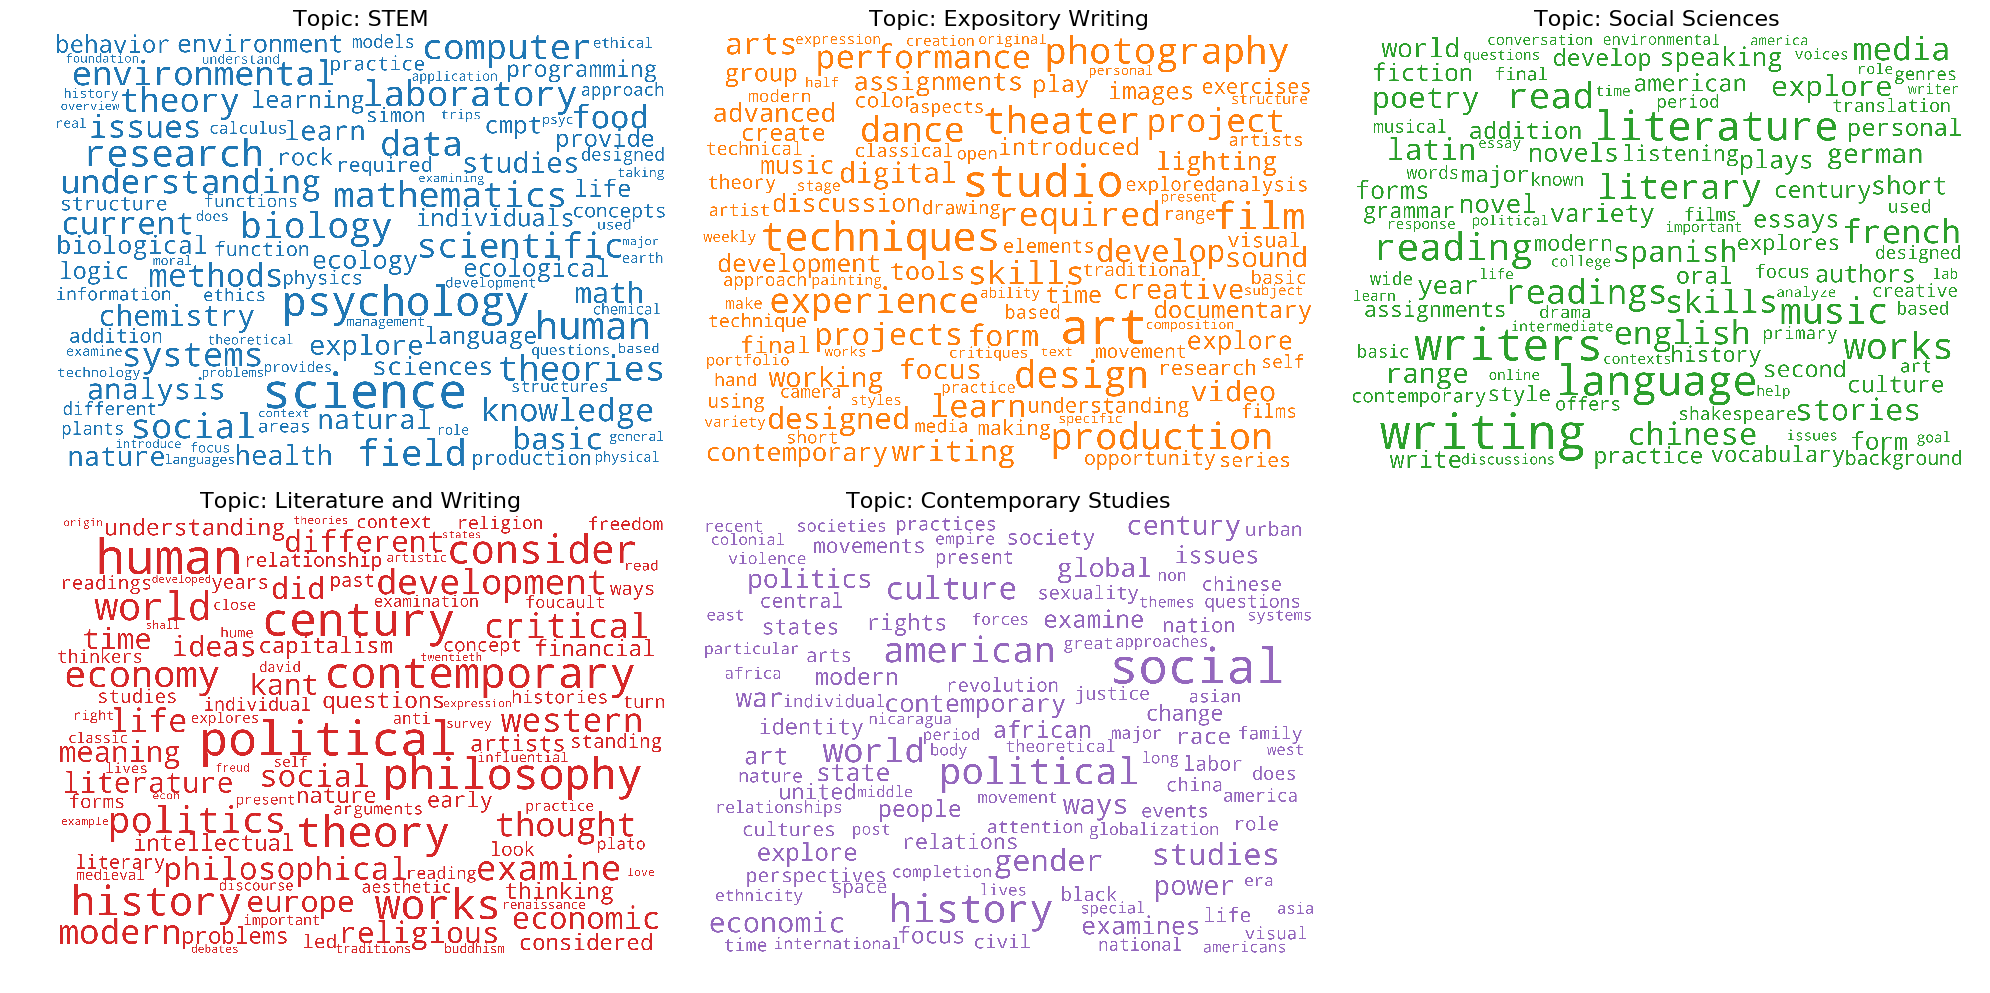 Topic: STEM
behavior environment models computer ethical
foundation understand
environmental practice application programming
history theory learning laboratory approach
overview simon trips cmpt psyc food
real issues calculus learn data provide
research rock required studies designed
understanding examining taking
structure functions mathematics life
current does individuals concepts
biology used
biological function scientific major
moral ecology earth
logic methods physics ecological
information ethics development
psychology math
chemistry management chemical
addition theoretical language human
examine systems explore questions based
technology problems provides sciences theories
analysis science structures
different context natural knowledge
plants social areas role
introduce focus basic general
nature languages health field production physical
Topic: Expository Writing
arts expression creation original photography
performance personal
group half assignments play images exercises
modern color aspects structure
advanced dance theater project
create artists
technical classical open introduced
music digital lighting
theory stage studio explored analysis
artist discussion drawing required present range film
weekly techniques elements develop visual
development tools skills traditional sound
approach painting basic
make experience ability time creative subject
technique based documentary
projects form art composition
final works critiques text movement explore
portfolio focus design research self
hand working practice
using camera styles learn understanding video
variety designed media making specific films
short production
contemporary writing opportunity series
Topic: Social Sciences
world conversation environmental america
questions develop speaking voices media
fiction final role genres
poetry read time american explore writer
period translation
musical addition literature personal
latin essay novels listening plays german
words major known
forms literary century short
grammar novel variety films essays used
response political important french
reading modern spanish explores designed
college
wide year life oral focus authors lab
learn readings skills analyze creative
assignments drama music based
intermediate english primary
basic writers contexts history works
range online second art
language help culture
contemporary style offers
shakespeare stories
writing chinese issues form goal
write discussions practice vocabulary background
Topic: Literature and Writing
origin understanding theories context religion freedom
human different states consider
relationship artistic read
readings developed years did past development ways
world close examination foucault
shall century critical
time hume
thinkers ideas capitalism concept financial
economy david twentieth
kant contemporary
studies individual questions expression histories turn
right life explores anti survey western
classic political artists standing
meaning lives self influential
literature freud social philosophy
forms econ present nature early practice
example politics arguments thought
intellectual theory look plato
literary philosophical reading examine love
medieval discourse aesthetic thinking
history europe works renaissance
important economic
modern problems led religious considered
debates traditions buddhism
Topic: Contemporary Studies
recent societies practices century urban
colonial movements empire society
violence present issues
politics culture global non chinese
central sexuality themes questions
east states rights forces examine nation systems
particular arts american great approaches
africa modern social
revolution justice asian
war individual contemporary change
identity nicaragua african major race family
period
art world body theoretical west
nature state political long labor does
united middle china
relationships people movement ways events america
cultures post attention globalization role
explore relations
gender studies
perspectives completion power era
ethnicity space lives black
economic history special examines life asia
focus civil visual
time international national americans